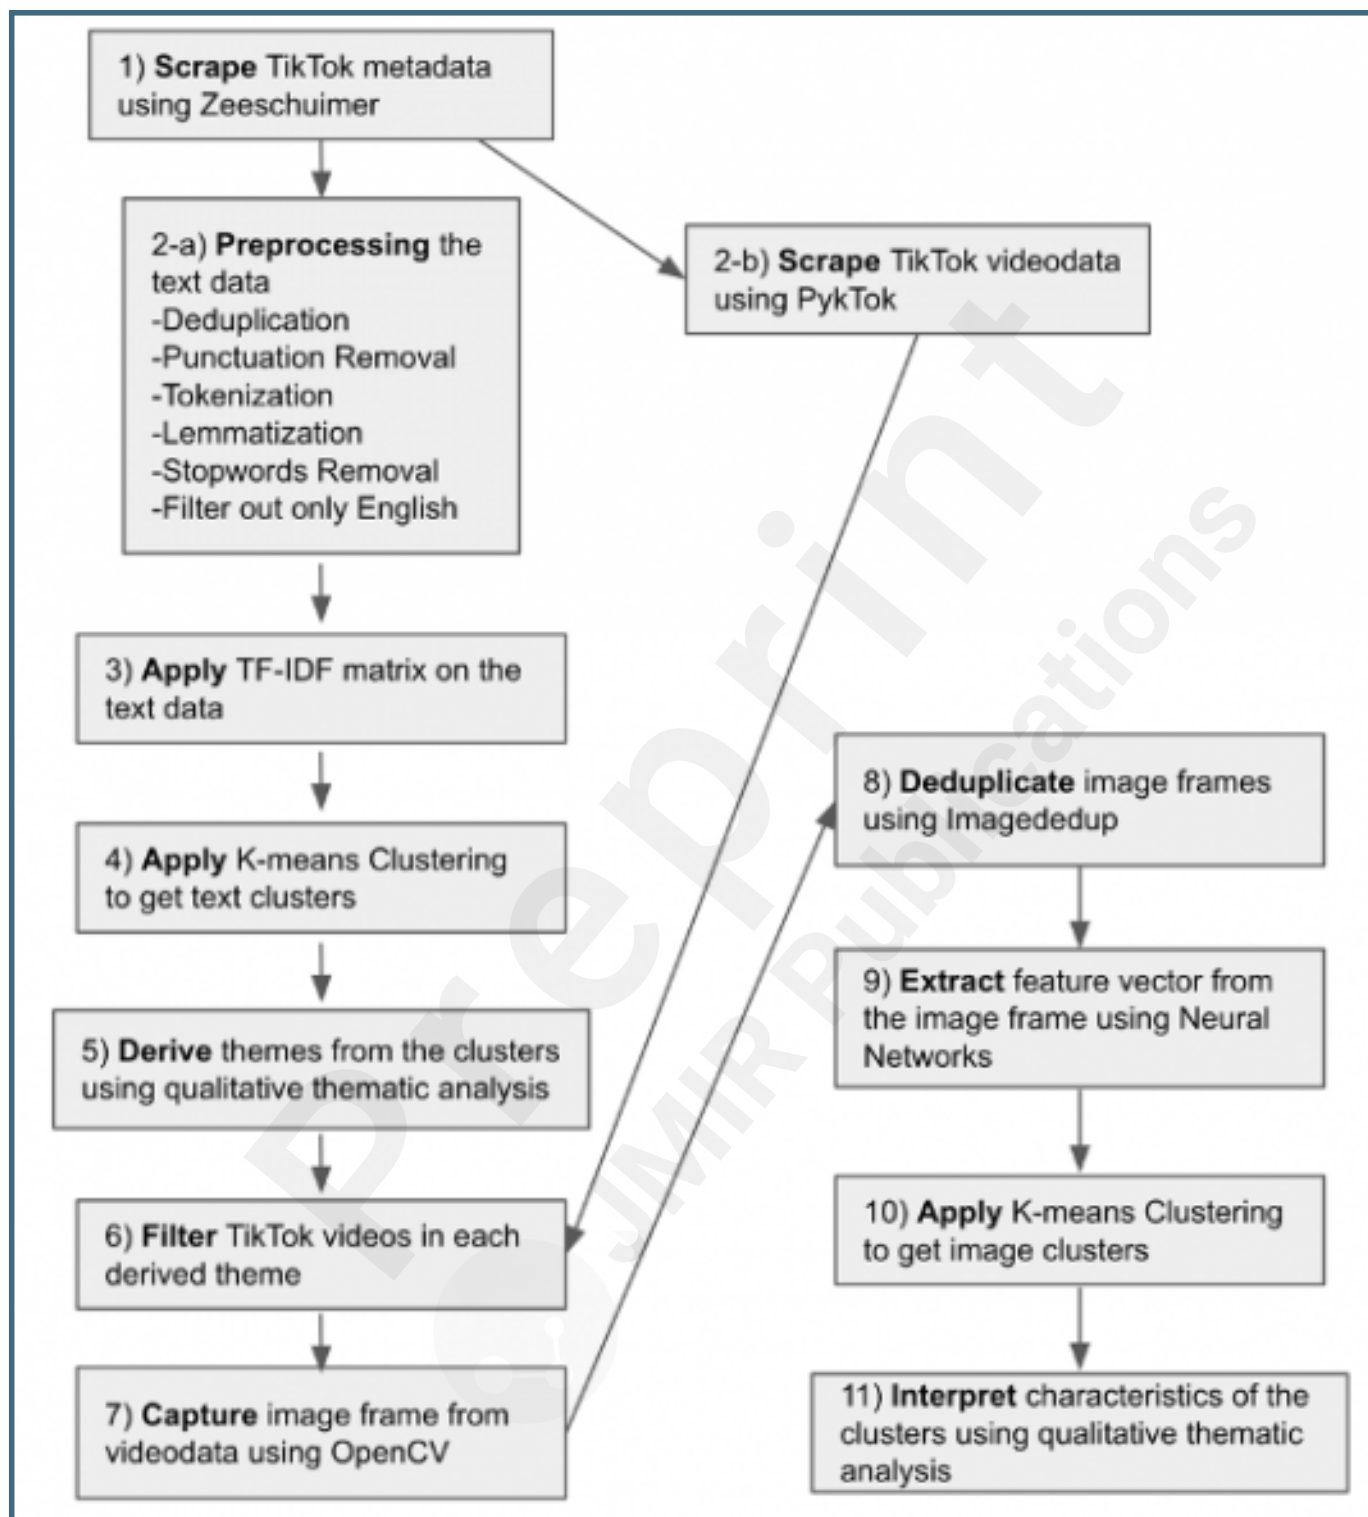 1) Scrape TikTok metadata
using Zeeschuimer
2-a) Preprocessing the
text data
-Deduplication
-Punctuation Removal
-Tokenization
-Lemmatization
-Stopwords Removal
-Filter out only English
2-b) Scrape TikTok videodata
using PykTok
3) Apply TF-IDF matrix on the
text data
4) Apply K-means Clustering
to get text clusters
5) Derive themes from the clusters
using qualitative thematic analysis
6) Filter TikTok videos in each
derived theme
7) Capture image frame from
videodata using OpenCV
8) Deduplicate image frames
using Imagededup
9) Extract feature vector from
the image frame using Neural
Networks
10) Apply K-means Clustering
to get image clusters
11) Interpret characteristics of the
clusters using qualitative thematic
analysis
Preprint
JMIR Publications